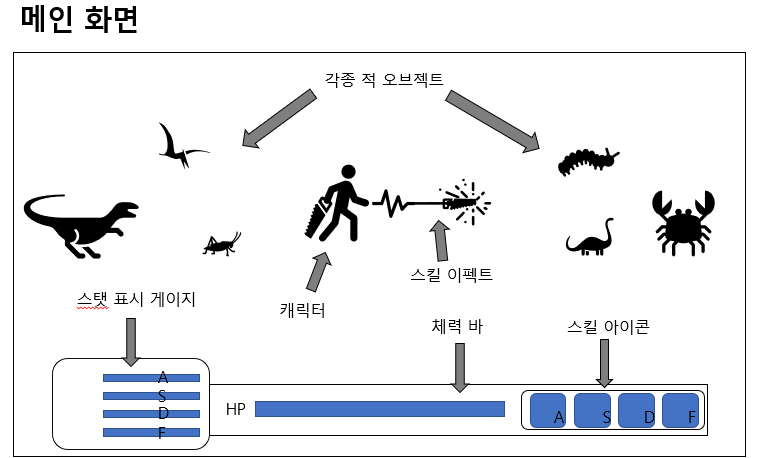 메인 화면
각종 적 오브젝트
스킬 이펙트
캐릭터
스탯 표시 게이지
체력 바
스킬 아이콘
A
S
D
F
HP
A S D F